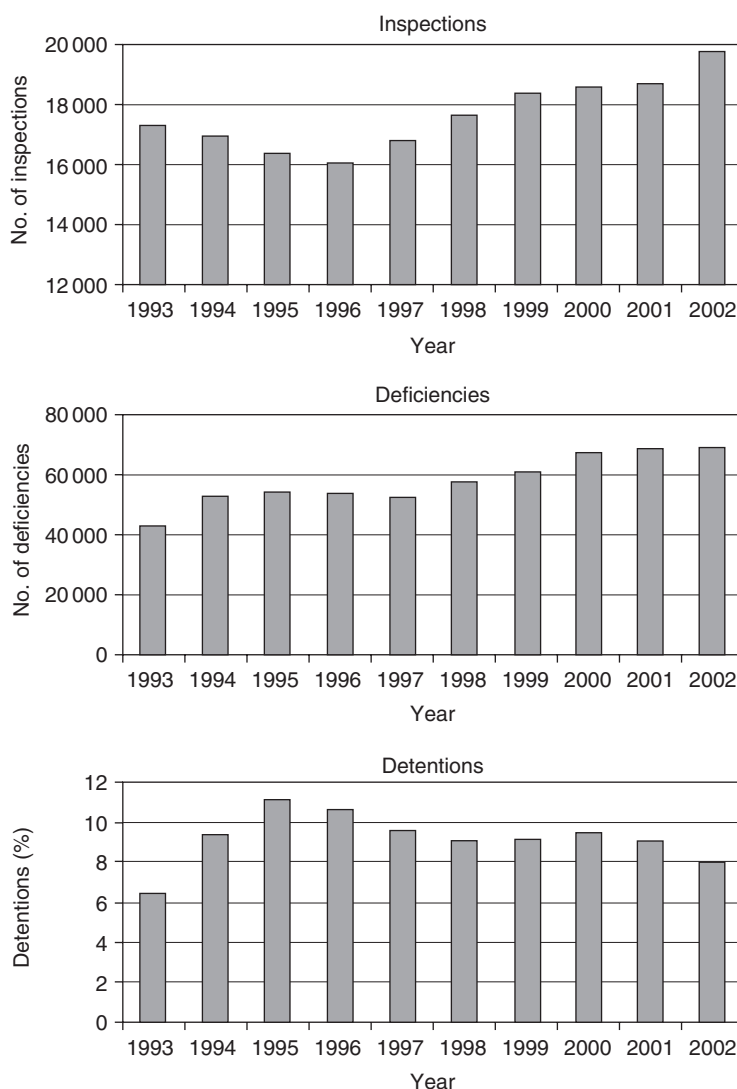 Inspections
20 000
18 000
16 000
14 000
12 000
No. of inspections
1993 1994 1995 1996 1997 1998 1999 2000 2001 2002
Year
Deficiencies
80 000
60 000
40 000
20 000
0
No. of deficiencies
1993 1994 1995 1996 1997 1998 1999 2000 2001 2002
Year
Detentions
12
10
8
6
4
2
0
Detentions (%)
1993 1994 1995 1996 1997 1998 1999 2000 2001 2002
Year